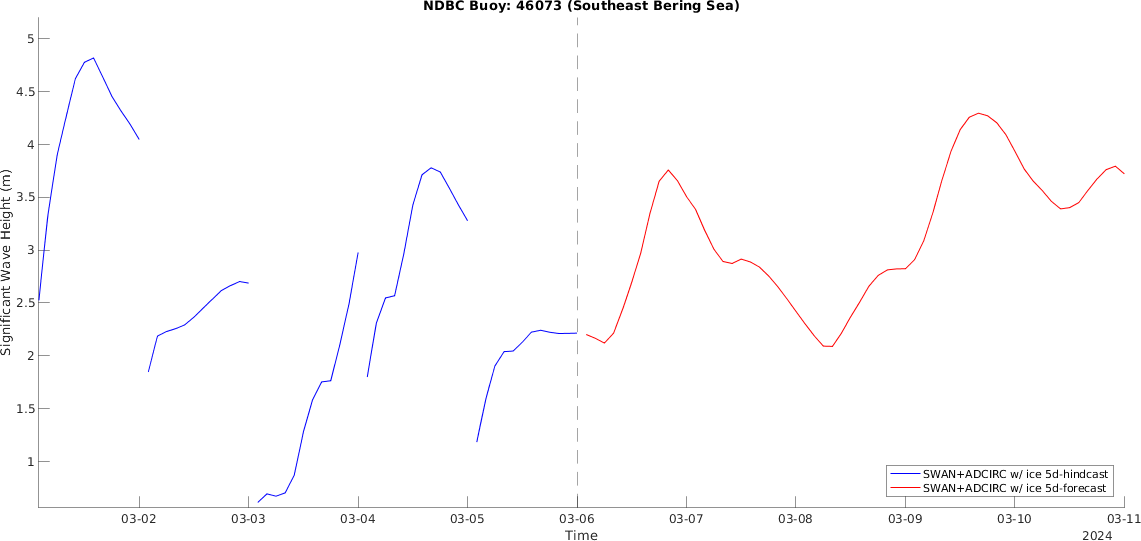 NDBC Buoy: 46073 (Southeast Bering Sea)
Significant Wave Height (m)
5
4.5
4
3.5
3
2.5
2
1.5
1
SWAN+ADCIRC w/ ice 5d-hindcast
SWAN+ADCIRC w/ ice 5d-forecast
03-02 03-03 03-04 03-05 03-06 03-07 03-08 03-09 03-10 03-11
Time
2024